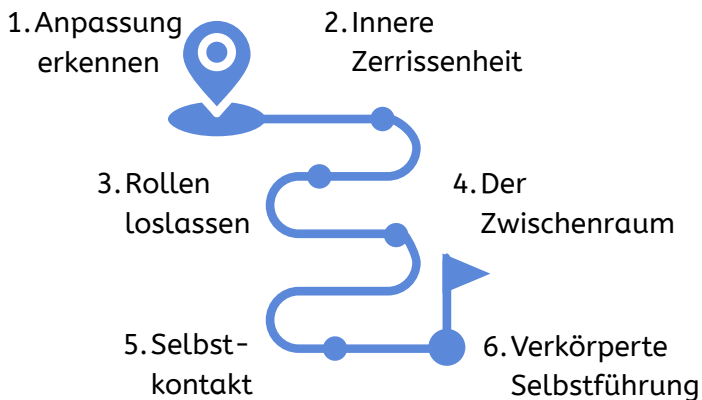 1. Anpassung
erkennen
2. Innere
Zerrissenheit
3. Rollen
loslassen
4. Der
Zwischenraum
5. Selbst-
kontakt
6. Verkörperte
Selbstführung